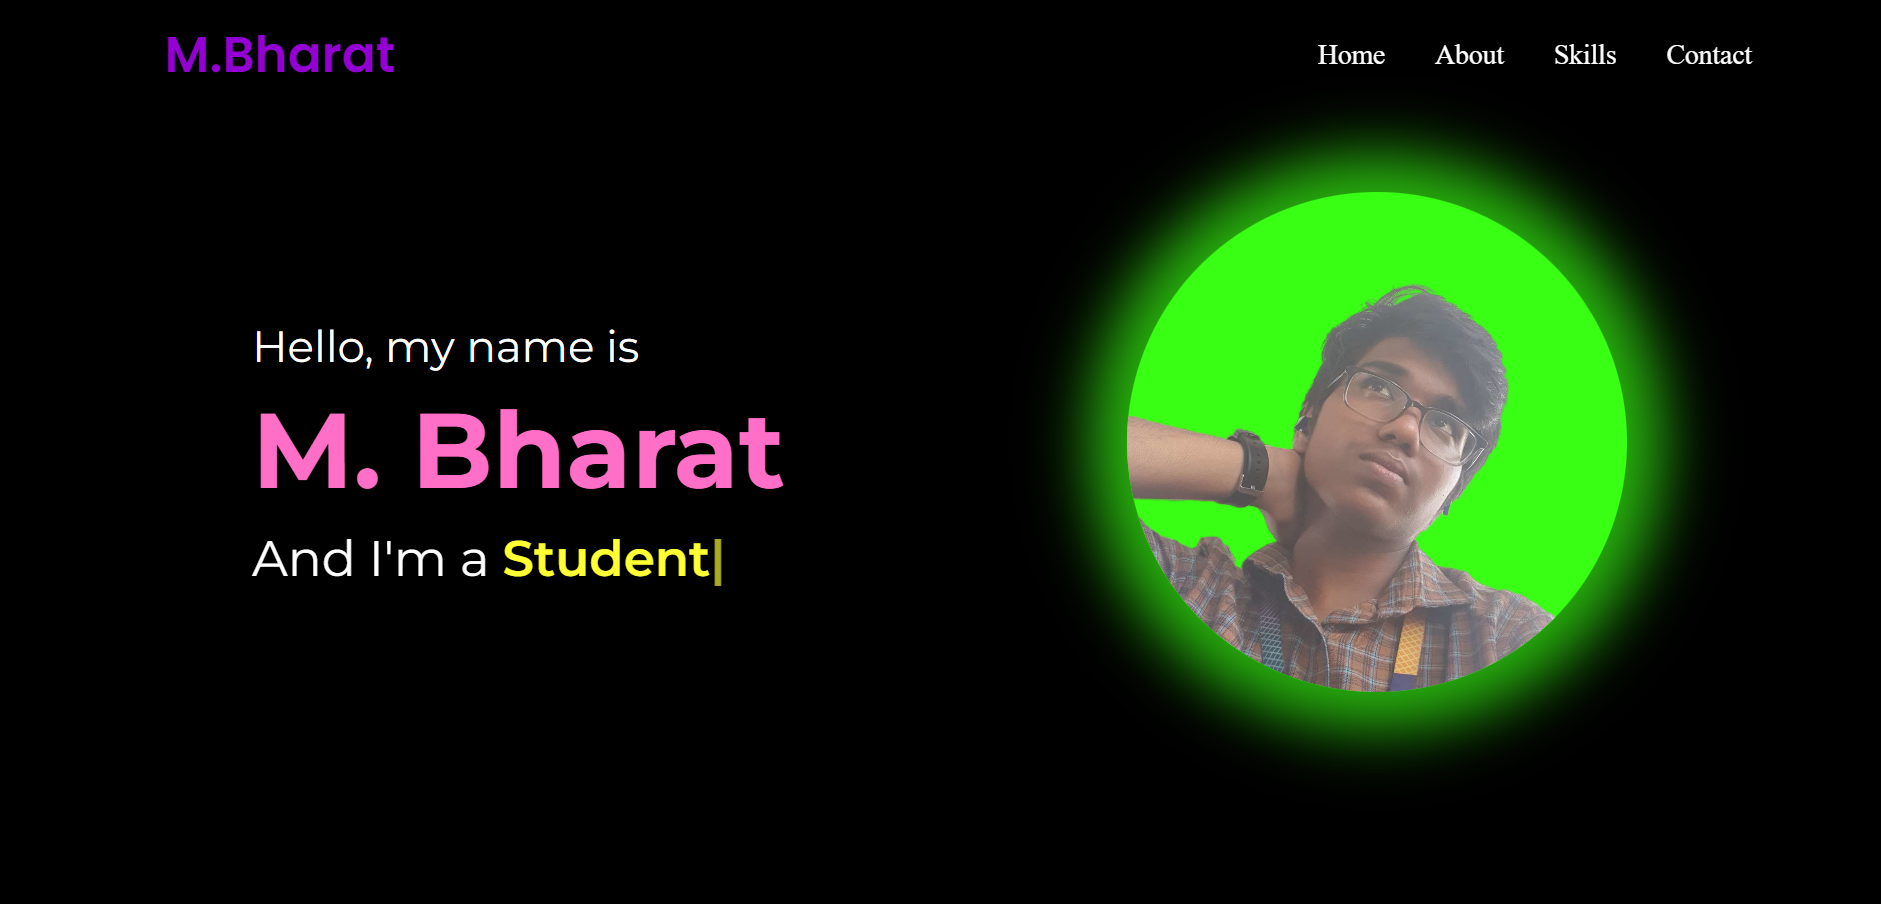 M.Bharat
Home About Skills Contact
Hello, my name is
M. Bharat
And I'm a Student|